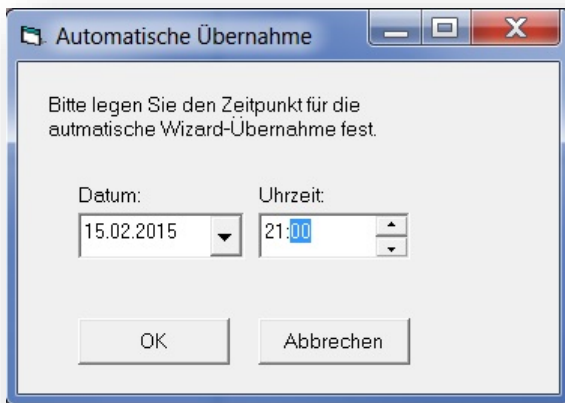 Automatische Übernahme
Bitte legen Sie den Zeitpunkt für die
autmatische Wizard-Übernahme fest.
Datum: Uhrzeit:
15.02.2015 21:00
OK Abbrechen